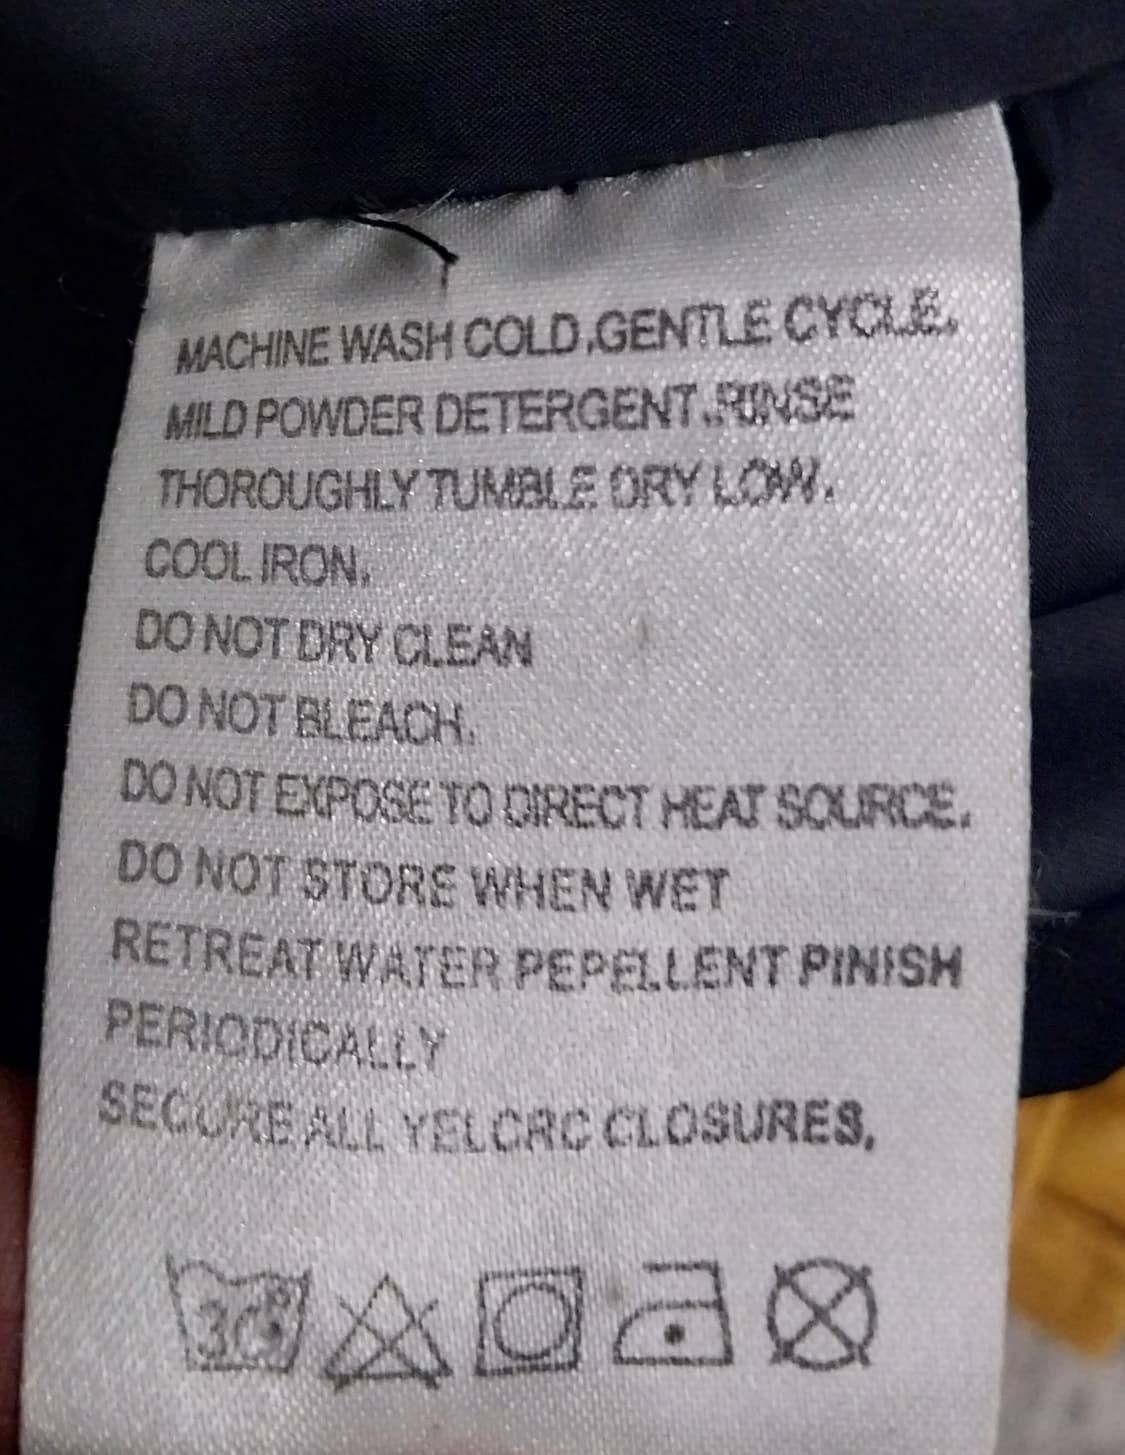 MACHINE WASH COLD,GENTLE CYCLE.
MILD POWDER DETERGENT.RINSE
THOROUGHLY TUMBLE DRY LOW.
COOL IRON.
DO NOT DRY CLEAN
DO NOT BLEACH.
DO NOT EXPOSE TO DIRECT HEAT SOURCE.
DO NOT STORE WHEN WET
RETREAT WATER PEPELLENT PINISH
PERIODICALLY
SECURE ALL YELCRC CLOSURES,
30°